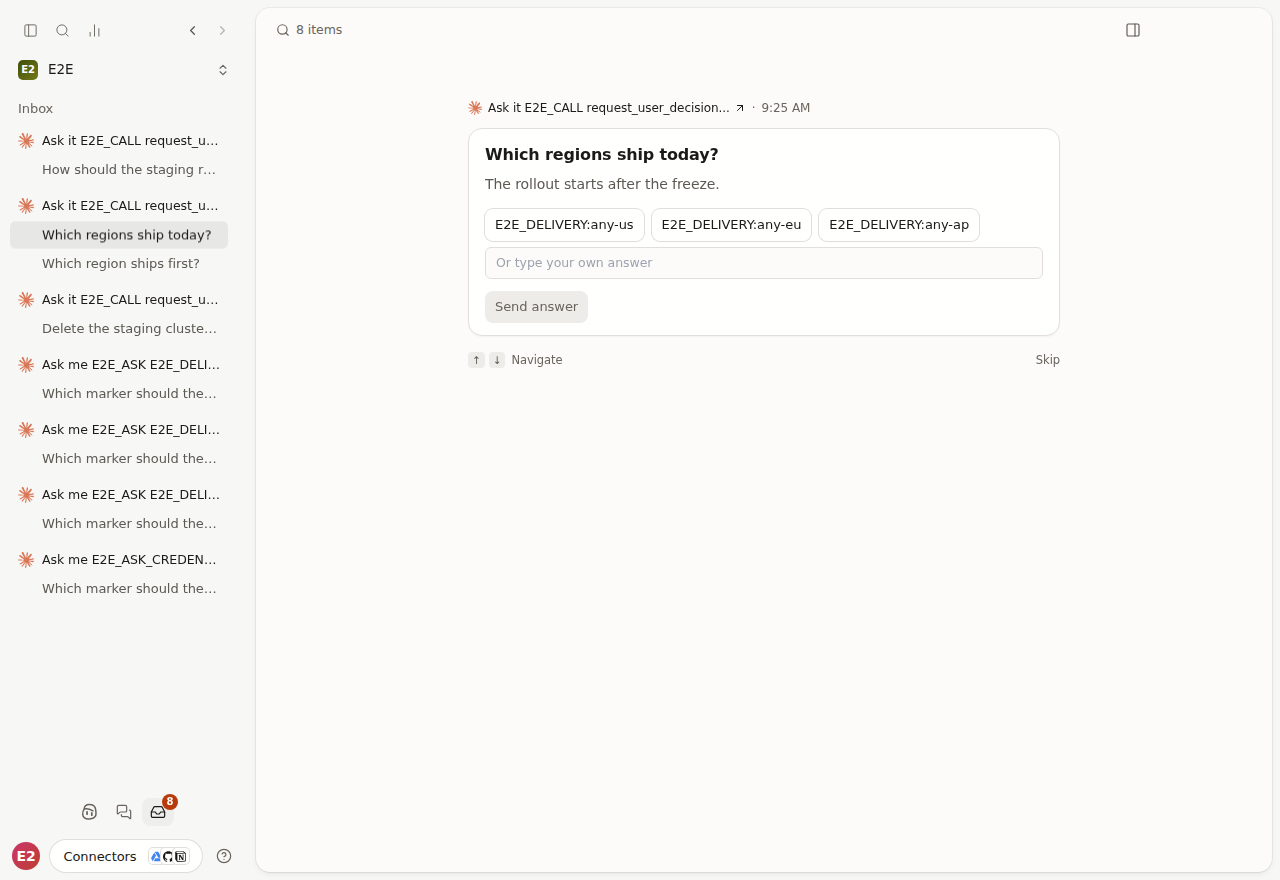 8 items
E2 E2E
Inbox
Ask it E2E_CALL request_u...
How should the staging r...
Ask it E2E_CALL request_u...
Which regions ship today?
Which region ships first?
Ask it E2E_CALL request_u...
Delete the staging cluste...
Ask me E2E_ASK E2E_DELI...
Which marker should the...
Ask me E2E_ASK E2E_DELI...
Which marker should the...
Ask me E2E_ASK E2E_DELI...
Which marker should the...
Ask me E2E_ASK_CREDEN...
Which marker should the...
8
E2 Connectors
Ask it E2E_CALL request_user_decision... · 9:25 AM
Which regions ship today?
The rollout starts after the freeze.
E2E_DELIVERY:any-us E2E_DELIVERY:any-eu E2E_DELIVERY:any-ap
Or type your own answer
Send answer
↑ ↓ Navigate Skip